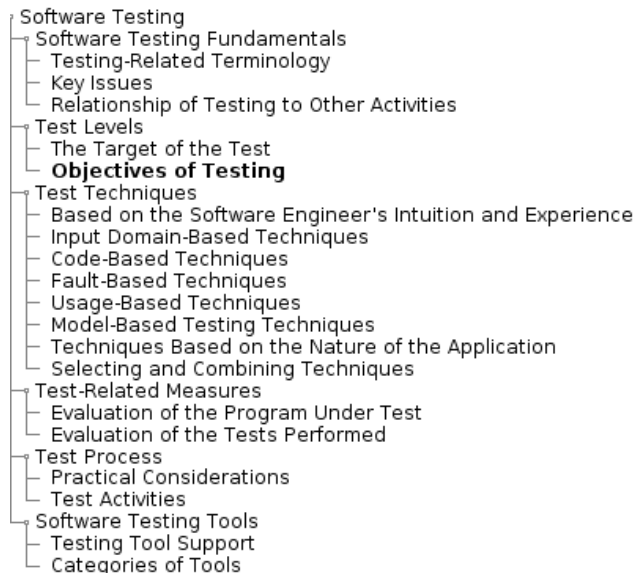 Software Testing
Software Testing Fundamentals
Testing-Related Terminology
Key Issues
Relationship of Testing to Other Activities
Test Levels
The Target of the Test
Objectives of Testing
Test Techniques
Based on the Software Engineer's Intuition and Experience
Input Domain-Based Techniques
Code-Based Techniques
Fault-Based Techniques
Usage-Based Techniques
Model-Based Testing Techniques
Techniques Based on the Nature of the Application
Selecting and Combining Techniques
Test-Related Measures
Evaluation of the Program Under Test
Evaluation of the Tests Performed
Test Process
Practical Considerations
Test Activities
Software Testing Tools
Testing Tool Support
Categories of Tools